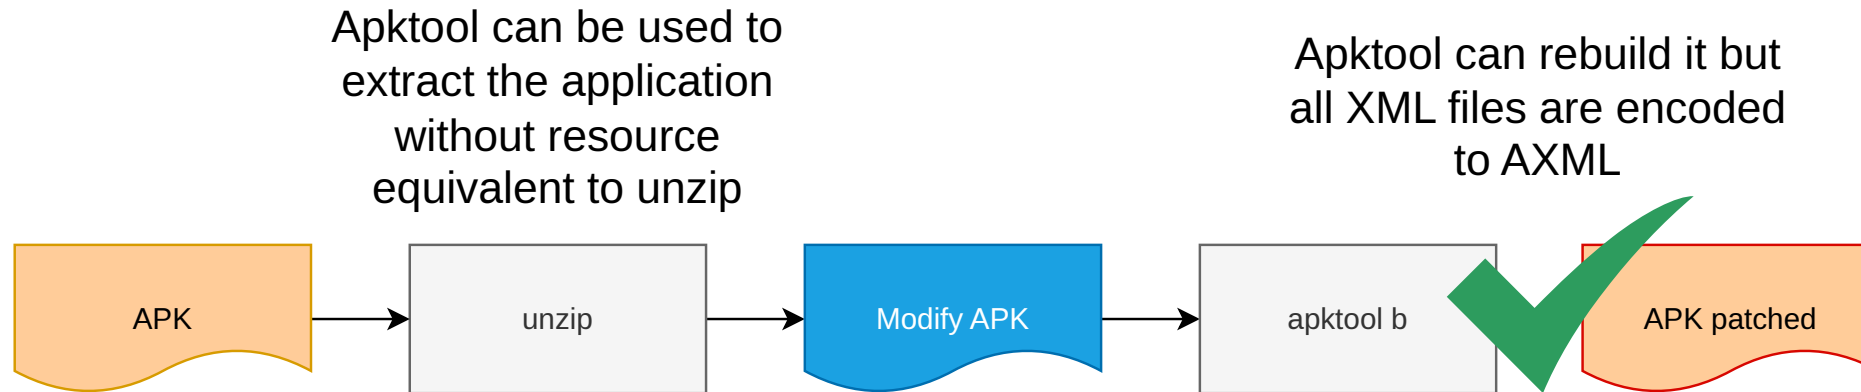 Apktool can be used to
extract the application
without resource
equivalent to unzip
Apktool can rebuild it but
all XML files are encoded
to AXML
APK
unzip
Modify APK
apktool b
APK patched